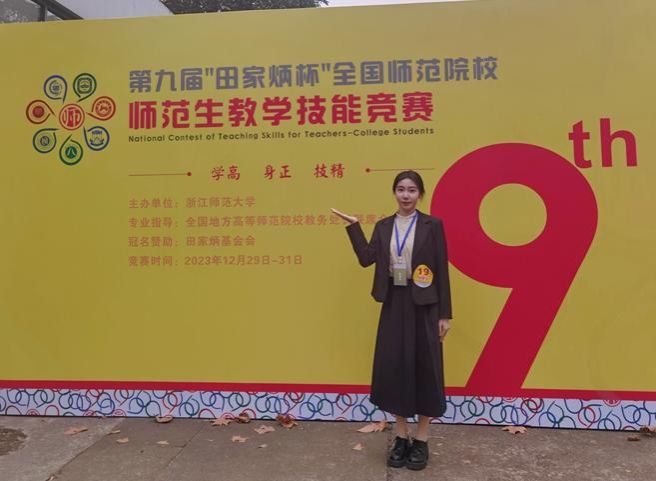 第九届"田家炳杯"全国师范院校
师范生教学技能竞赛
National Contest of Teaching Skills for Teachers-College Students
学高 身正 技精
主办单位：浙江师范大学
专业指导：全国地方高等师范院校教务处
冠名赞助：田家炳基金会
竞赛时间：2023年12月29日-31日
9th
19